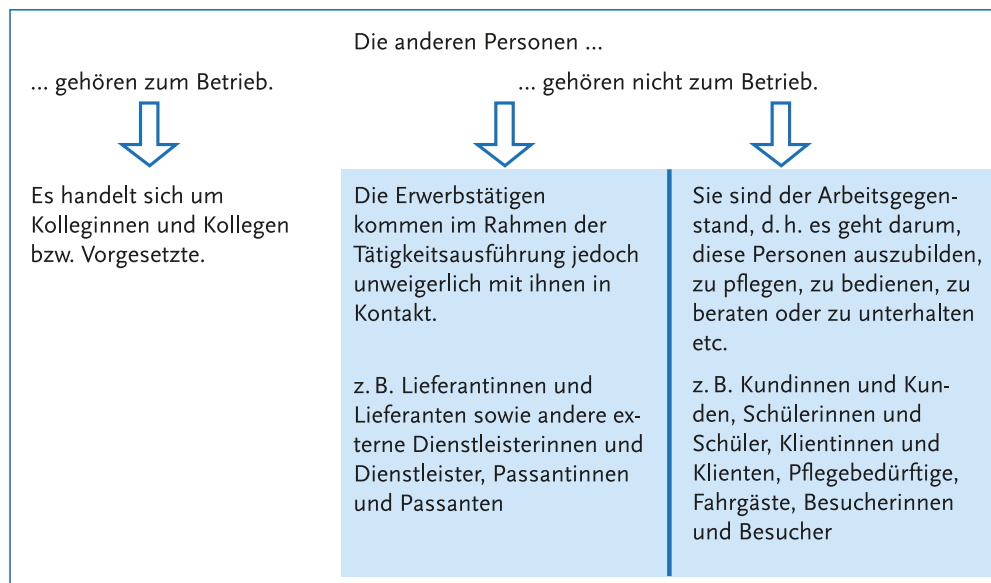 Die anderen Personen ...
... gehören zum Betrieb.
... gehören nicht zum Betrieb.
Es handelt sich um
Kolleginnen und Kollegen
bzw. Vorgesetzte.
Die Erwerbstätigen
kommen im Rahmen der
Tätigkeitsausführung jedoch
unweigerlich mit ihnen in
Kontakt.
z. B. Lieferantinnen und
Lieferanten sowie andere ex-
terne Dienstleisterinnen und
Dienstleister, Passantinnen
und Passanten
Sie sind der Arbeitsgegen-
stand, d. h. es geht darum,
diese Personen auszubilden,
zu pflegen, zu bedienen, zu
beraten oder zu unterhalten
etc.
z. B. Kundinnen und Kun-
den, Schülerinnen und
Schüler, Klientinnen und
Klienten, Pflegebedürftige,
Fahrgäste, Besucherinnen
und Besucher